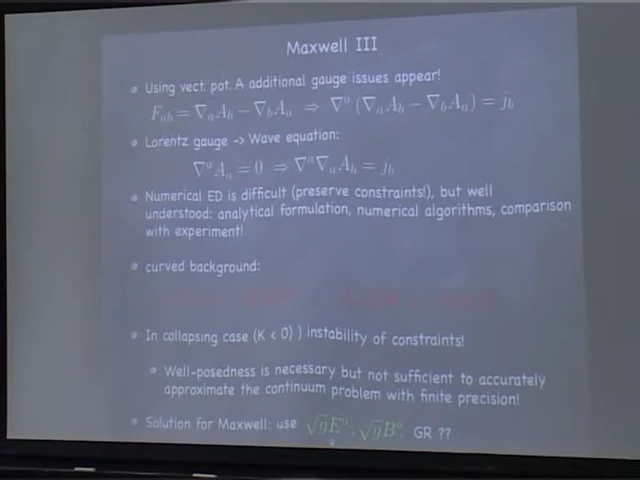 Maxwell III
Using vect. pot. A additional gauge issues appear!
F_ab = ∇_a A_b − ∇_b A_a ⇒ ∇^a (∇_a A_b − ∇_b A_a) = j_b
Lorentz gauge -> Wave equation:
∇^a A_a = 0 ⇒ ∇^a ∇_a A_b = j_b
Numerical ED is difficult (preserve constraints!), but well
understood: analytical formulation, numerical algorithms, comparison
with experiment!
curved background:
In collapsing case (K < 0) ) instability of constraints!
Well-posedness is necessary but not sufficient to accurately
approximate the continuum problem with finite precision!
Solution for Maxwell: use √g E^a, √g B^a. GR ??